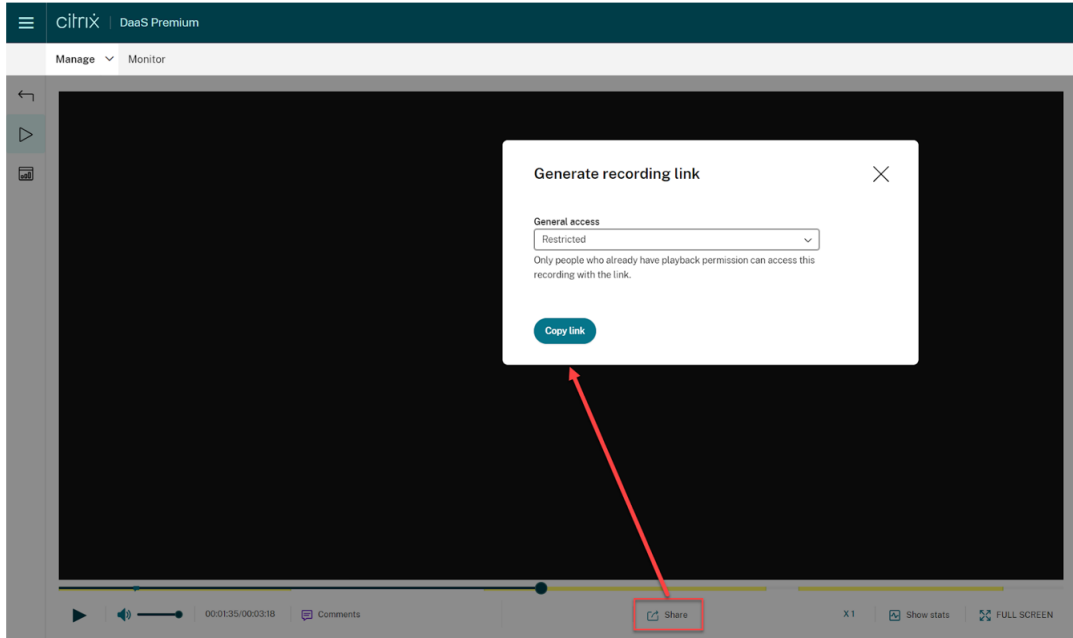 citrix DaaS Premium
Manage Monitor
Generate recording link
General access
Restricted
Only people who already have playback permission can access this
recording with the link.
Copy link
00:01:35/00:03:18 Comments Share X 1 Show stats FULL SCREEN